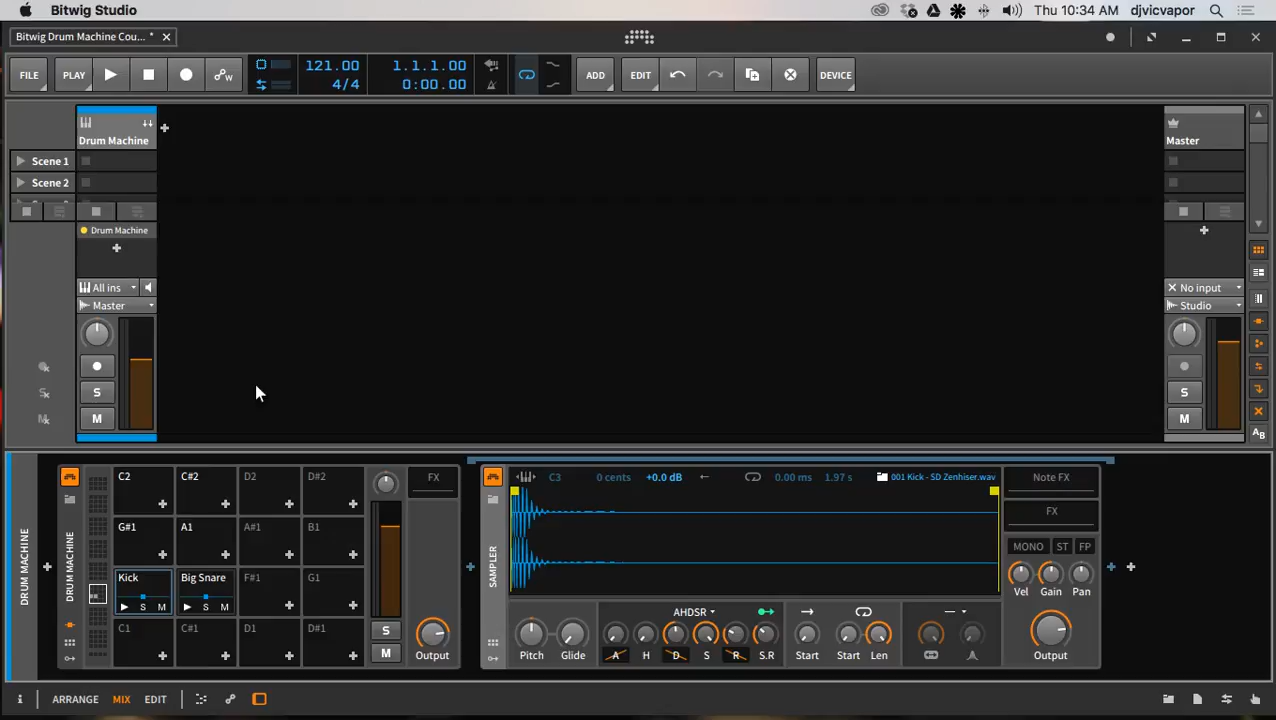 Bitwig Studio
Thu 10:34 AM
djvicvapor
Bitwig Drum Machine Cou... *
FILE
PLAY
121.00
4/4
1.1.1.00
0:00.00
ADD
EDIT
DEVICE
Drum Machine
Master
Scene 1
Scene 2
Drum Machine
All ins
No input
Master
Studio
S
S
S
M
M
M
AB
DRUM MACHINE
DRUM MACHINE
C2
C#2
D2
D#2
G#1
A1
A#1
B1
Kick
Big Snare
F#1
G1
S M
S M
C1
C#1
D1
D#1
S
M
FX
Output
SAMPLER
C3
0 cents
+0.0 dB
0.00 ms
1.97 s
001 Kick - SD Zenhiser.wav
Note FX
FX
MONO
ST
FP
Vel
Gain
Pan
AHDSR
Pitch
Glide
A
H
D
S
R
S.R
Start
Start
Len
Output
ARRANGE
MIX
EDIT